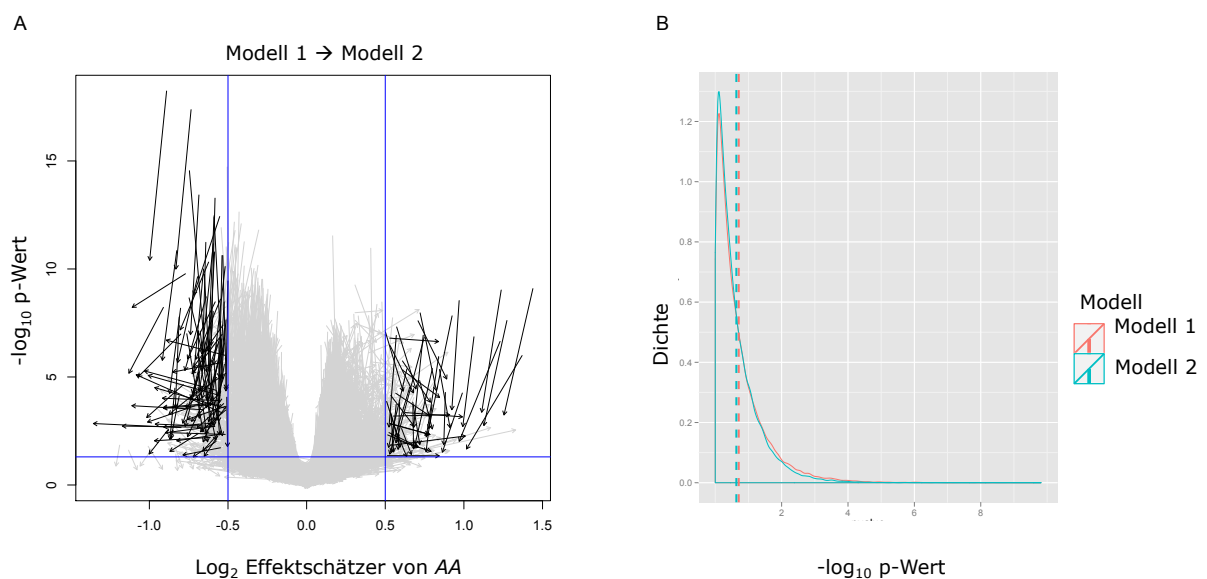 A
Modell 1 → Modell 2
-log10 p-Wert
15
10
5
0
-1.0 -0.5 0.0 0.5 1.0 1.5
Log2 Effektschätzer von AA
B
Dichte
1.2
1.0
0.8
0.6
0.4
0.2
0.0
2 4 6 8
-log10 p-Wert
Modell
Modell 1
Modell 2